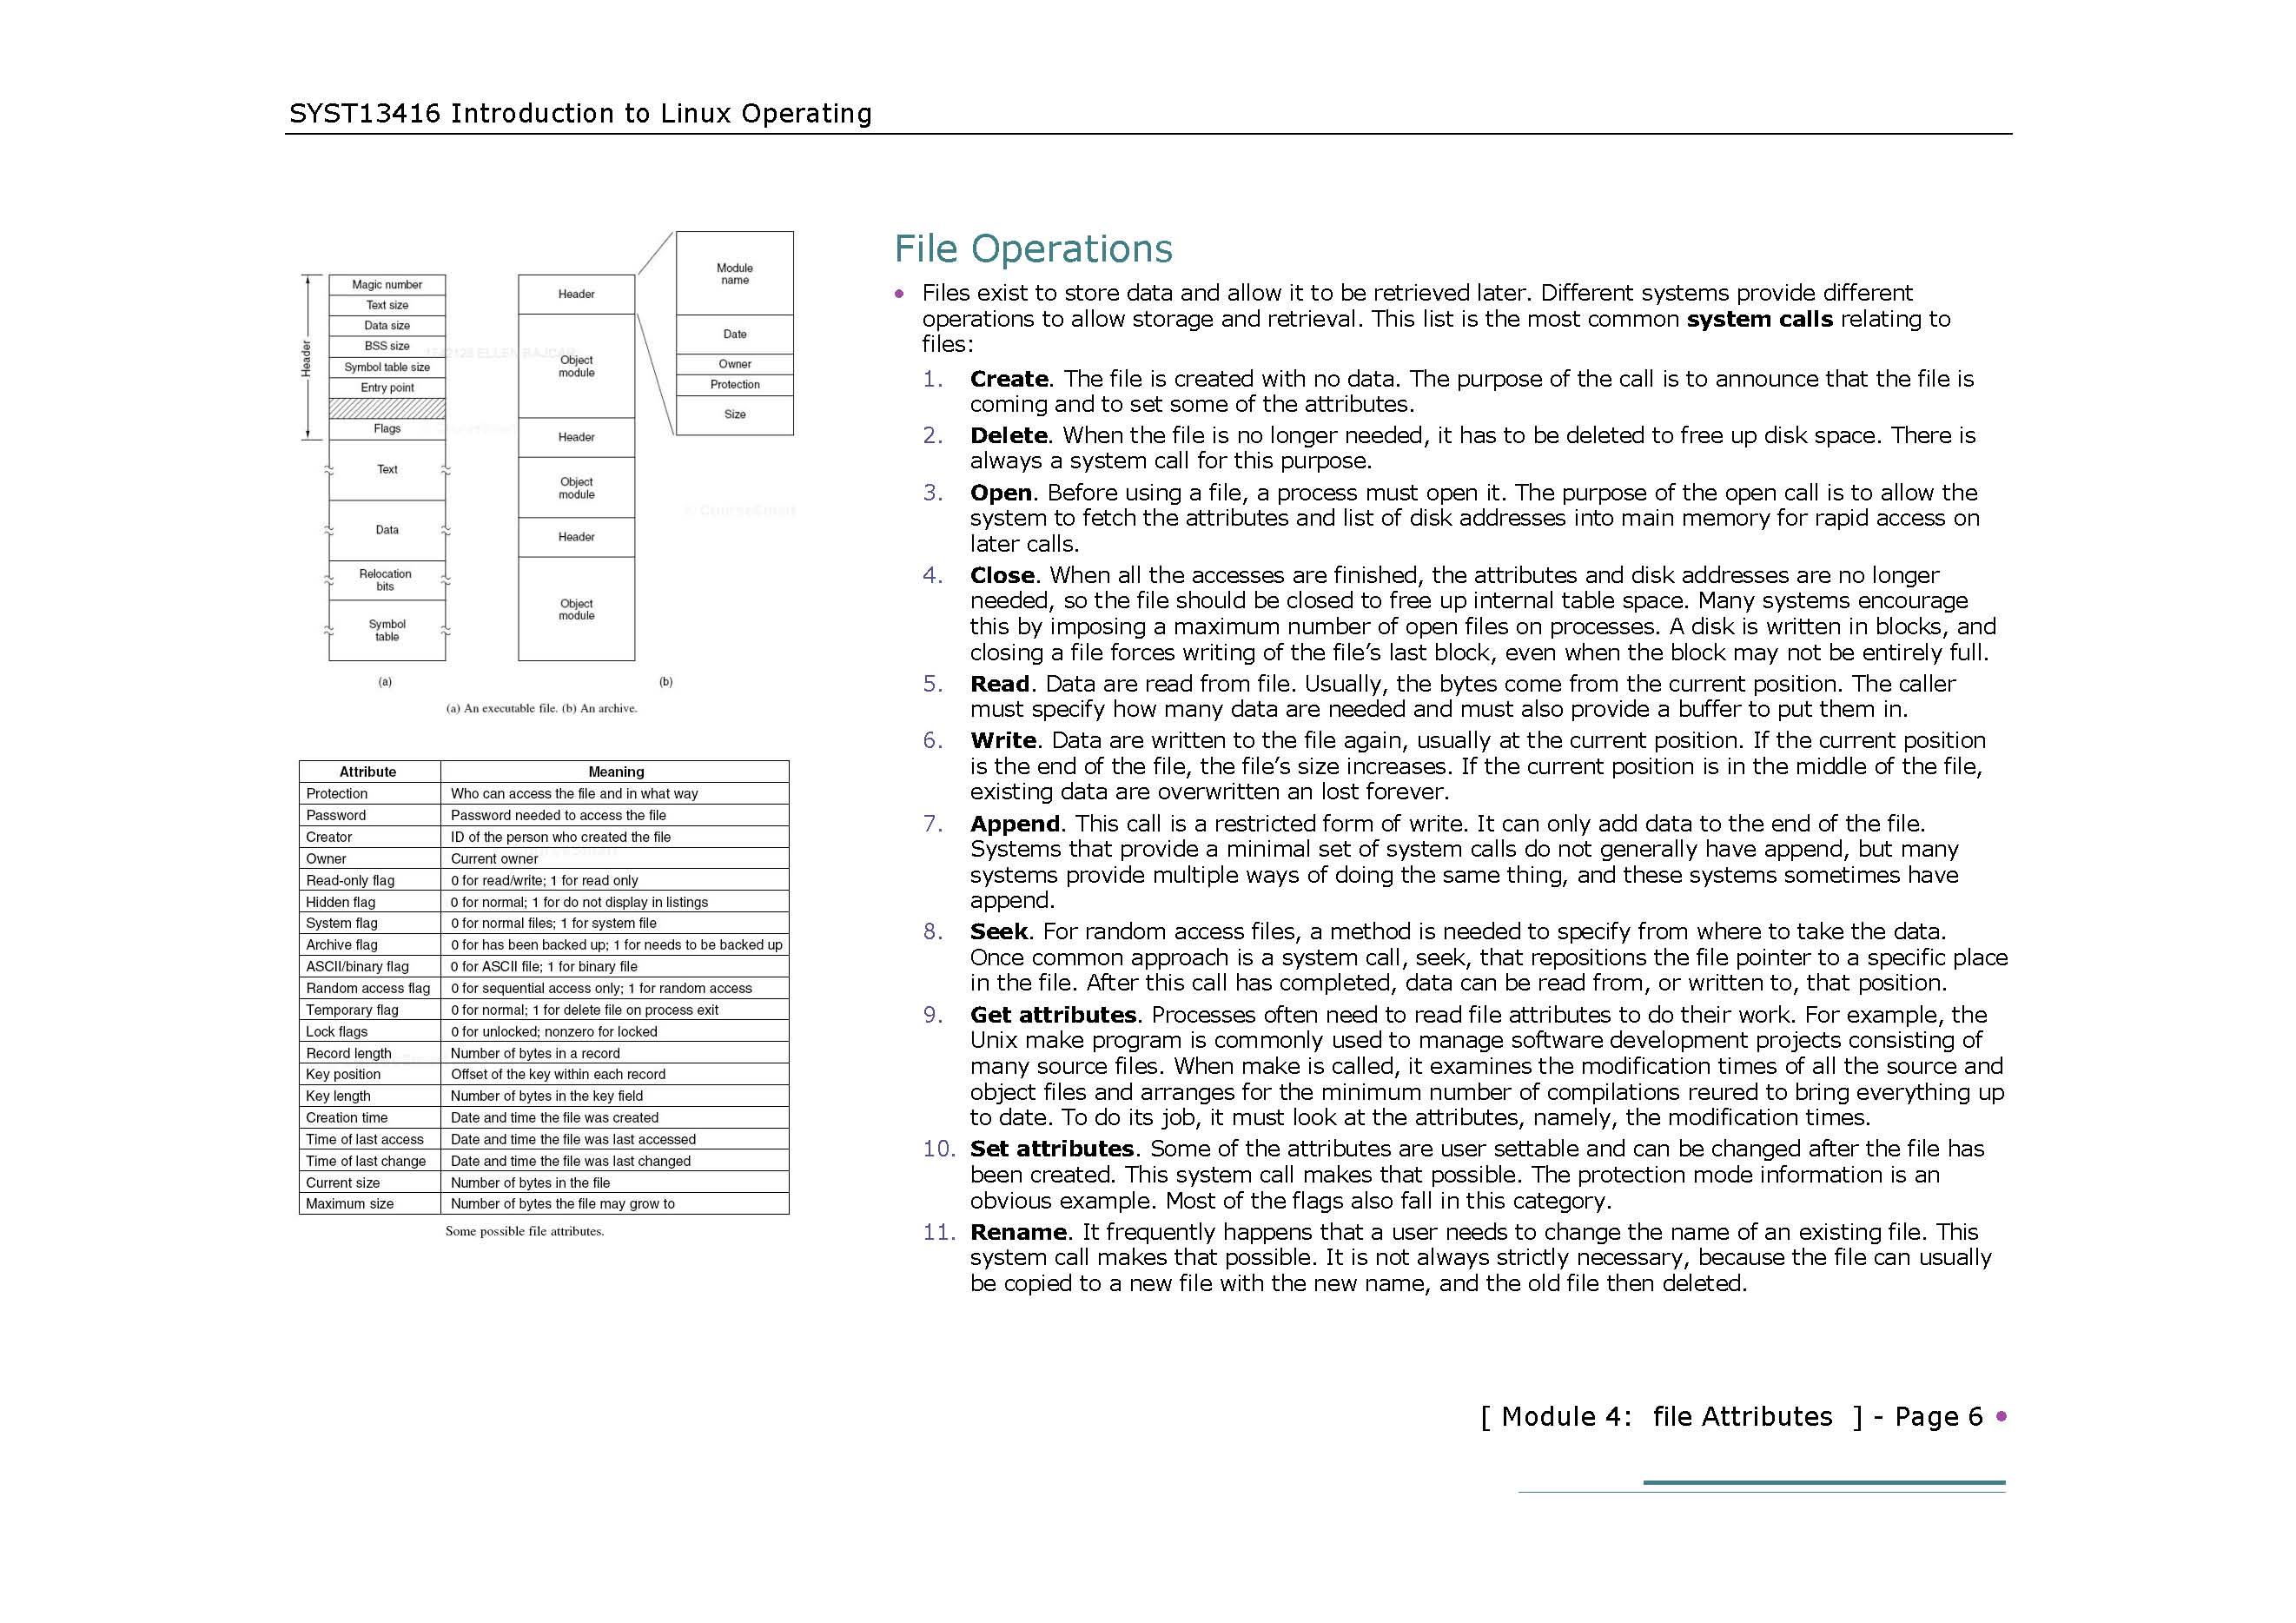 SYST13416 Introduction to Linux Operating
Header
Magic number
Text size
Data size
BSS size
Symbol table size
Entry point
Flags
Text
Data
Relocation
bits
Symbol
table
(a)
Header
Object
module
Header
Object
module
Header
Object
module
(b)
Module
name
Date
Owner
Protection
Size
(a) An executable file. (b) An archive.
Attribute Meaning
Protection Who can access the file and in what way
Password Password needed to access the file
Creator ID of the person who created the file
Owner Current owner
Read-only flag 0 for read/write; 1 for read only
Hidden flag 0 for normal; 1 for do not display in listings
System flag 0 for normal files; 1 for system file
Archive flag 0 for has been backed up; 1 for needs to be backed up
ASCII/binary flag 0 for ASCII file; 1 for binary file
Random access flag 0 for sequential access only; 1 for random access
Temporary flag 0 for normal; 1 for delete file on process exit
Lock flags 0 for unlocked; nonzero for locked
Record length Number of bytes in a record
Key position Offset of the key within each record
Key length Number of bytes in the key field
Creation time Date and time the file was created
Time of last access Date and time the file was last accessed
Time of last change Date and time the file was last changed
Current size Number of bytes in the file
Maximum size Number of bytes the file may grow to
Some possible file attributes.
File Operations
• Files exist to store data and allow it to be retrieved later. Different systems provide different
operations to allow storage and retrieval. This list is the most common system calls relating to
files:
1. Create. The file is created with no data. The purpose of the call is to announce that the file is
coming and to set some of the attributes.
2. Delete. When the file is no longer needed, it has to be deleted to free up disk space. There is
always a system call for this purpose.
3. Open. Before using a file, a process must open it. The purpose of the open call is to allow the
system to fetch the attributes and list of disk addresses into main memory for rapid access on
later calls.
4. Close. When all the accesses are finished, the attributes and disk addresses are no longer
needed, so the file should be closed to free up internal table space. Many systems encourage
this by imposing a maximum number of open files on processes. A disk is written in blocks, and
closing a file forces writing of the file’s last block, even when the block may not be entirely full.
5. Read. Data are read from file. Usually, the bytes come from the current position. The caller
must specify how many data are needed and must also provide a buffer to put them in.
6. Write. Data are written to the file again, usually at the current position. If the current position
is the end of the file, the file’s size increases. If the current position is in the middle of the file,
existing data are overwritten an lost forever.
7. Append. This call is a restricted form of write. It can only add data to the end of the file.
Systems that provide a minimal set of system calls do not generally have append, but many
systems provide multiple ways of doing the same thing, and these systems sometimes have
append.
8. Seek. For random access files, a method is needed to specify from where to take the data.
Once common approach is a system call, seek, that repositions the file pointer to a specific place
in the file. After this call has completed, data can be read from, or written to, that position.
9. Get attributes. Processes often need to read file attributes to do their work. For example, the
Unix make program is commonly used to manage software development projects consisting of
many source files. When make is called, it examines the modification times of all the source and
object files and arranges for the minimum number of compilations reured to bring everything up
to date. To do its job, it must look at the attributes, namely, the modification times.
10. Set attributes. Some of the attributes are user settable and can be changed after the file has
been created. This system call makes that possible. The protection mode information is an
obvious example. Most of the flags also fall in this category.
11. Rename. It frequently happens that a user needs to change the name of an existing file. This
system call makes that possible. It is not always strictly necessary, because the file can usually
be copied to a new file with the new name, and the old file then deleted.
[ Module 4: file Attributes ] - Page 6 •